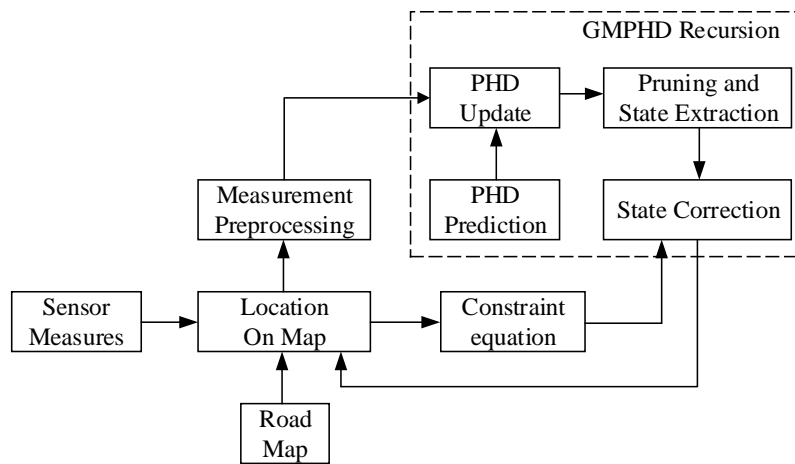 GMPHD Recursion
PHD
Update
Pruning and
State Extraction
Measurement
Preprocessing
PHD
Prediction
State Correction
Sensor
Measures
Location
On Map
Constraint
equation
Road
Map